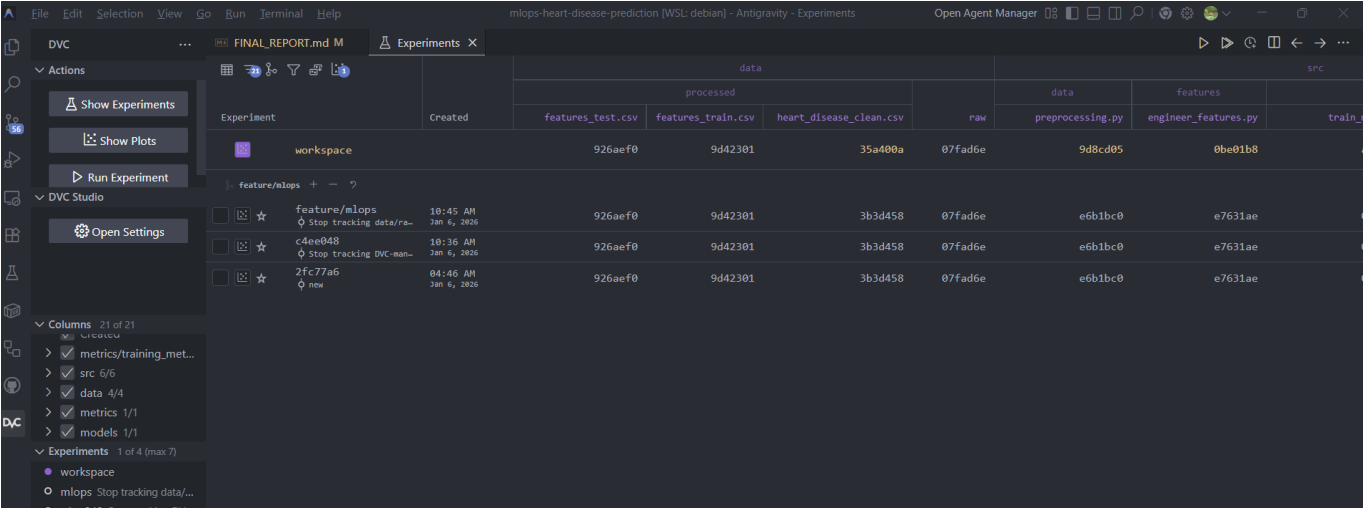 File Edit Selection View Go Run Terminal Help
mlops-heart-disease-prediction [WSL: debian] - Antigravity - Experiments
Open Agent Manager
DVC ...
FINAL_REPORT.md M
Experiments
Actions
Show Experiments
Show Plots
Run Experiment
DVC Studio
Open Settings
Columns 21 of 21
Created
metrics/training_met...
src 6/6
data 4/4
metrics 1/1
models 1/1
Experiments 1 of 4 (max 7)
workspace
mlops Stop tracking data/...
56
DVC
21
1
data src
processed data features
Experiment Created features_test.csv features_train.csv heart_disease_clean.csv raw preprocessing.py engineer_features.py
workspace 926aef0 9d42301 35a400a 07fad6e 9d8cd05 0be01b8
feature/mlops
feature/mlops 10:45 AM 926aef0 9d42301 3b3d458 07fad6e e6b1bc0 e7631ae
Stop tracking data/ra… Jan 6, 2026
c4ee048 10:36 AM 926aef0 9d42301 3b3d458 07fad6e e6b1bc0 e7631ae
Stop tracking DVC-man… Jan 6, 2026
2fc77a6 04:46 AM 926aef0 9d42301 3b3d458 07fad6e e6b1bc0 e7631ae
new Jan 6, 2026